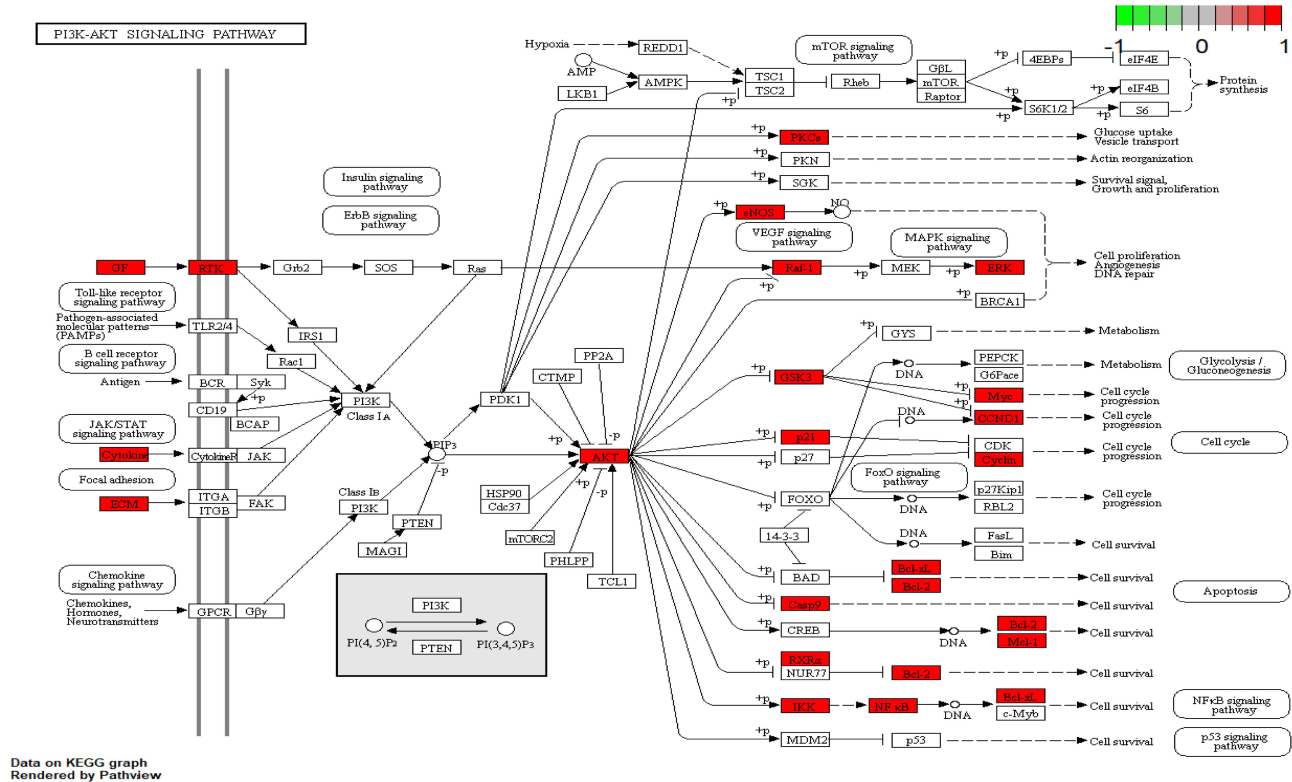 PI3K-AKT SIGNALING PATHWAY
-1 0 1
Hypoxia
REDD1
mTOR signaling
pathway
AMP
AMPK
LKB1
TSC1
TSC2
+p
Rheb
GβL
mTOR
Raptor
+p
4EBPs
eIF4E
eIF4B
+p
+p
S6K1/2
+p
S6
Protein
synthesis
+p
PKCs
Glucose uptake
Vesicle transport
+p
PKN
Actin reorganization
+p
SGK
Survival signal,
Growth and proliferation
Insulin signaling
pathway
ErbB signaling
pathway
+p
eNOS
NO
VEGF signaling
pathway
MAPK signaling
pathway
GF
RTK
Grb2
SOS
Ras
Raf-1
+p
MEK
+p
ERK
Cell proliferation
Angiogenesis
DNA repair
+p
BRCA1
Toll-like receptor
signaling pathway
Pathogen-associated
molecular patterns
(PAMPs)
TLR2/4
IRS1
Rac1
B cell receptor
signaling pathway
Antigen
BCR
Syk
+p
CD19
BCAP
PI3K
Class IA
JAK/STAT
signaling pathway
Cytokine
CytokineR
JAK
Focal adhesion
ECM
ITGA
ITGB
FAK
PIP3
-p
Class IB
PI3K
PTEN
MAGI
Chemokine
signaling pathway
Chemokines,
Hormones,
Neurotransmitters
GPCR
Gβγ
PI3K
PI(4, 5)P2
PI(3,4,5)P3
PTEN
PDK1
PP2A
CTMP
+p
-p
AKT
+p
-p
HSP90
Cdc37
mTORC2
PHLPP
TCL1
+p
GYS
Metabolism
+p
GSK3
DNA
PEPCK
G6Pace
Metabolism
Glycolysis /
Gluconeogenesis
+p
Myc
Cell cycle
progression
+p
DNA
CCND1
Cell cycle
progression
+p
p21
+p
p27
CDK
Cyclin
Cell cycle
progression
Cell cycle
FoxO signaling
pathway
+p
FOXO
DNA
p27Kip1
RBL2
Cell cycle
progression
14-3-3
DNA
FasL
Bim
Cell survival
+p
BAD
Bcl-xL
Bcl-2
Cell survival
Apoptosis
+p
Casp9
Cell survival
+p
CREB
DNA
Bcl-2
Mcl-1
Cell survival
+p
RXRα
NUR77
Bcl-2
Cell survival
+p
IKK
NFκB
DNA
Bcl-xL
c-Myb
Cell survival
NFκB signaling
pathway
+p
MDM2
p53
Cell survival
p53 signaling
pathway
Data on KEGG graph
Rendered by Pathview